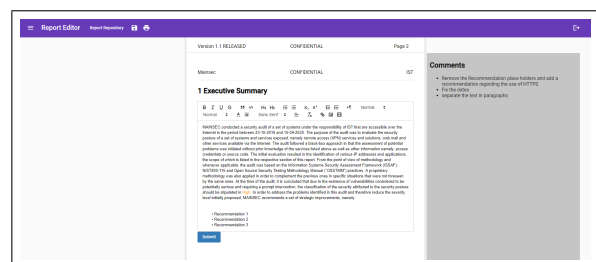 Report Editor Report Repository
Version 1.1 RELEASED CONFIDENTIAL Page 2
Mainsec CONFIDENTIAL IST
1 Executive Summary
Normal
Normal Sans Serif
MAINSEC conducted a security audit of a set of systems under the responsibility of IST that are accessible over the
Internet in the period between 23-10-2019 and 16-09-2020. The purpose of the audit was to evaluate the security
posture of a set of systems and services exposed, namely remote access (VPN) services and solutions, web mail and
other services available via the Internet. The audit followed a black box approach in that the assessment of potential
problems was initiated without prior knowledge of the services listed above as well as other information namely, access
credentials or source code. The initial evaluation resulted in the identification of various IP addresses and applications,
the scope of which is listed in the respective section of this report. From the point of view of methodology and
whenever applicable, the audit was based on the Information Systems Security Assessment Framework (ISSAF),
NIST800-115 and Open Source Security Testing Methodology Manual ("OSSTMM") practices. A proprietary
methodology was also applied in order to complement the previous ones in specific situations that were not foreseen
by the same ones. At the time of the audit, it is concluded that due to the existence of vulnerabilities considered to be
potentially serious and requiring a prompt intervention, the classification of the severity attributed to the security posture
should be stipulated in High. In order to address the problems identified in this audit and therefore reduce the severity
level initially proposed, MAINSEC recommends a set of strategic improvements, namely
• Recommendation 1
• Recommendation 2
• Recommendation 3
Submit
Comments
• Remove the Recommendation place holders and add a
recommendation regarding the use of HTTPS
• Fix the dates
• separate the text in paragraphs